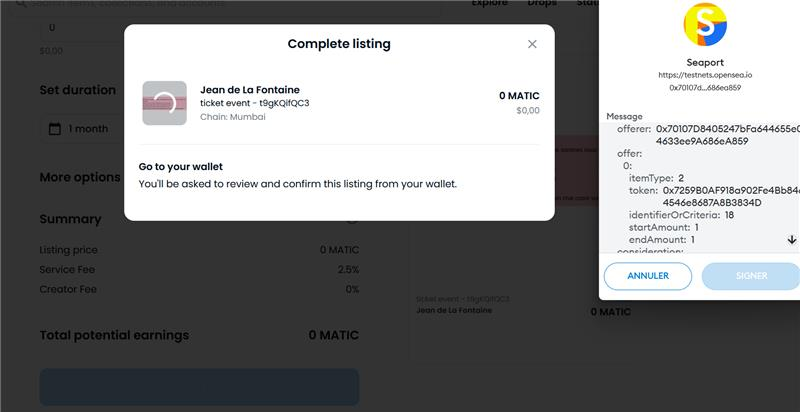 Search items, collections, and accounts
Explore
Drops
0
$0,00
Set duration
1 month
More options
Summary
Listing price
0 MATIC
Service Fee
2.5%
Creator Fee
0%
Total potential earnings
0 MATIC
Complete listing
Jean de La Fontaine
ticket event - t9gKQifQC3
Chain: Mumbai
0 MATIC
$0,00
Go to your wallet
You'll be asked to review and confirm this listing from your wallet.
ticket event - t9gKQifQC3
Jean de La Fontaine
0 MATIC
Seaport
https://testnets.opensea.io
0x70107d...686ea859
Message
offerer: 0x70107D8405247bFa644655e0
4633ee9A686eA859
offer:
0:
itemType: 2
token: 0x7259B0AF918a902Fe4Bb84
4546e8687A8B3834D
identifierOrCriteria: 18
startAmount: 1
endAmount: 1
consideration:
ANNULER
SIGNER